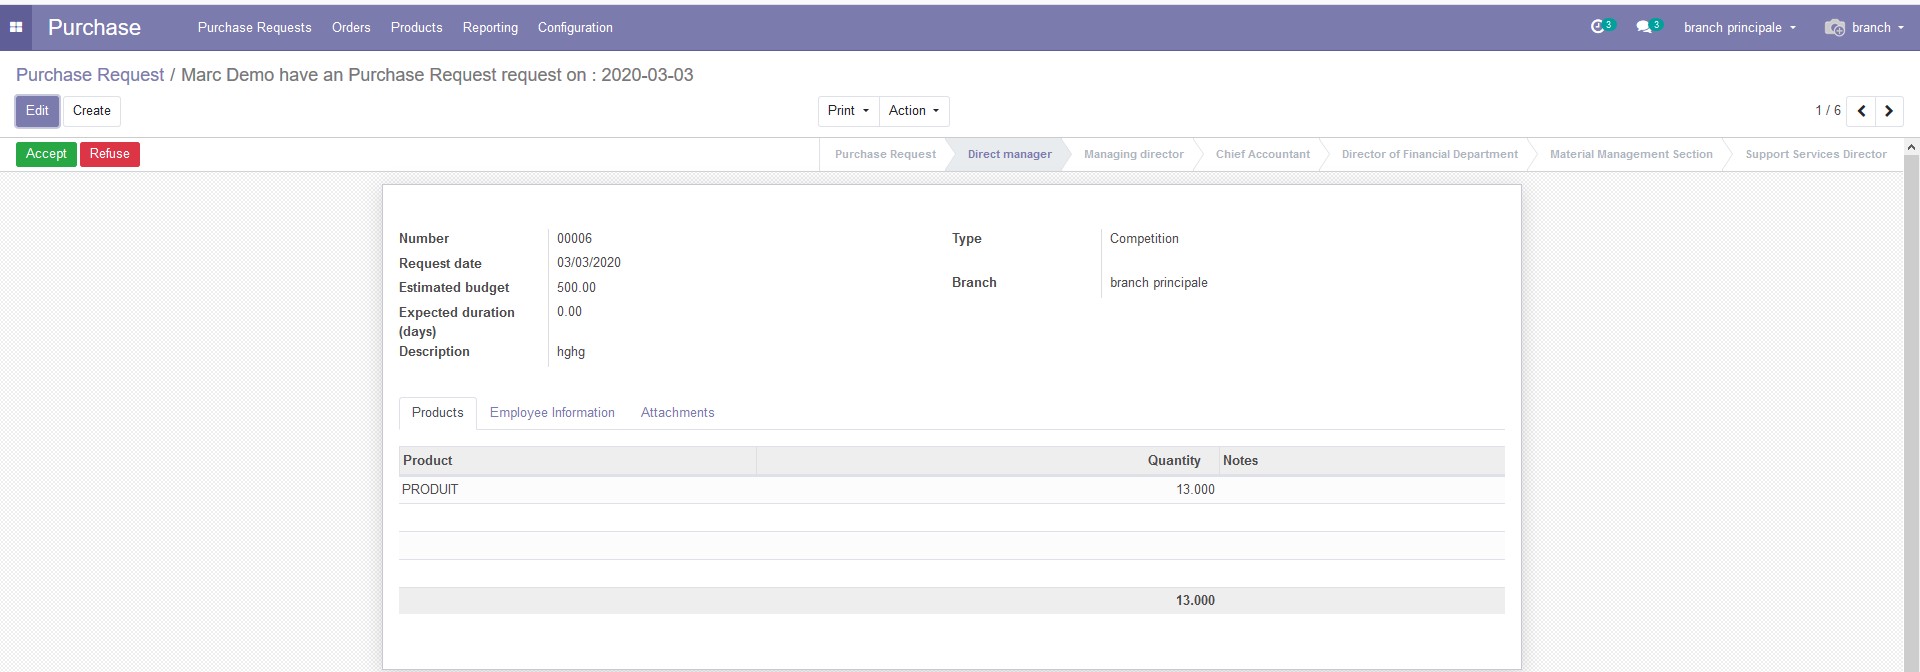 Purchase Purchase Requests Orders Products Reporting Configuration 3 3 branch principale branch
Purchase Request / Marc Demo have an Purchase Request request on : 2020-03-03
Edit Create Print Action 1 / 6
Accept Refuse Purchase Request Direct manager Managing director Chief Accountant Director of Financial Department Material Management Section Support Services Director
Number 00006 Type Competition
Request date 03/03/2020
Estimated budget 500.00 Branch branch principale
Expected duration 0.00
(days)
Description hghg
Products Employee Information Attachments
Product Quantity Notes
PRODUIT 13.000
13.000